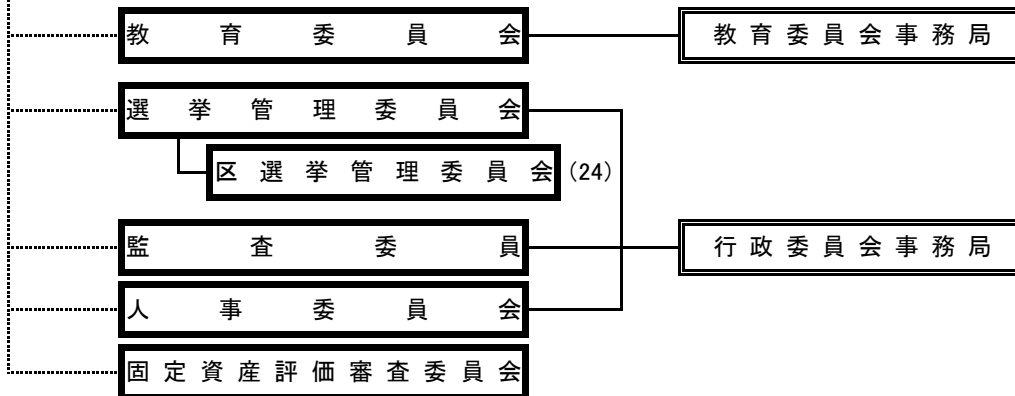 教育委員会
教育委員会事務局
選挙管理委員会
区選挙管理委員会(24)
監査委員
行政委員会事務局
人事委員会
固定資産評価審査委員会